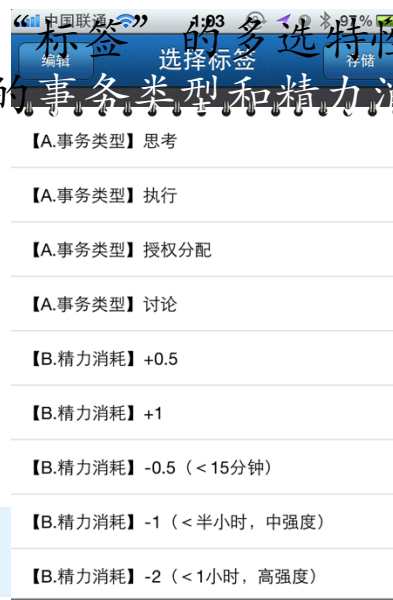 中国联通 1:03 97%
“标签”的多选特性
编辑 选择标签 存储
的事务类型和精力消
【A.事务类型】思考
【A.事务类型】执行
【A.事务类型】授权分配
【A.事务类型】讨论
【B.精力消耗】+0.5
【B.精力消耗】+1
【B.精力消耗】-0.5（＜15分钟）
【B.精力消耗】-1（＜半小时，中强度）
【B.精力消耗】-2（＜1小时，高强度）